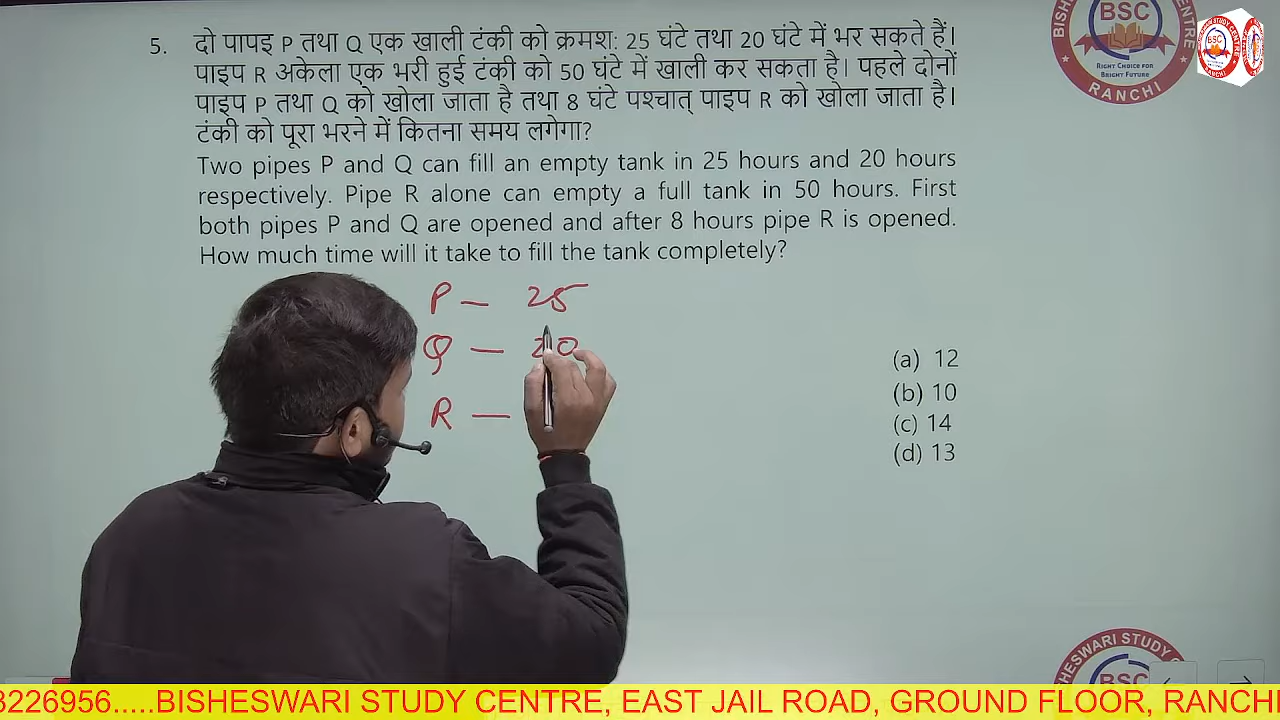 5. दो पापइ P तथा Q एक खाली टंकी को क्रमश: 25 घंटे तथा 20 घंटे में भर सकते हैं।
पाइप R अकेला एक भरी हुई टंकी को 50 घंटे में खाली कर सकता है। पहले दोनों
पाइप P तथा Q को खोला जाता है तथा 8 घंटे पश्चात् पाइप R को खोला जाता है।
टंकी को पूरा भरने में कितना समय लगेगा?
Two pipes P and Q can fill an empty tank in 25 hours and 20 hours
respectively. Pipe R alone can empty a full tank in 50 hours. First
both pipes P and Q are opened and after 8 hours pipe R is opened.
How much time will it take to fill the tank completely?
P — 25
Q — 20
R —
(a) 12
(b) 10
(c) 14
(d) 13
BSC
RIGHT CHOICE for
BRIGHT FUTURE
RANCHI
BISHESWARI STUDY C
BSC
3226956.....BISHESWARI STUDY CENTRE, EAST JAIL ROAD, GROUND FLOOR, RANCHI